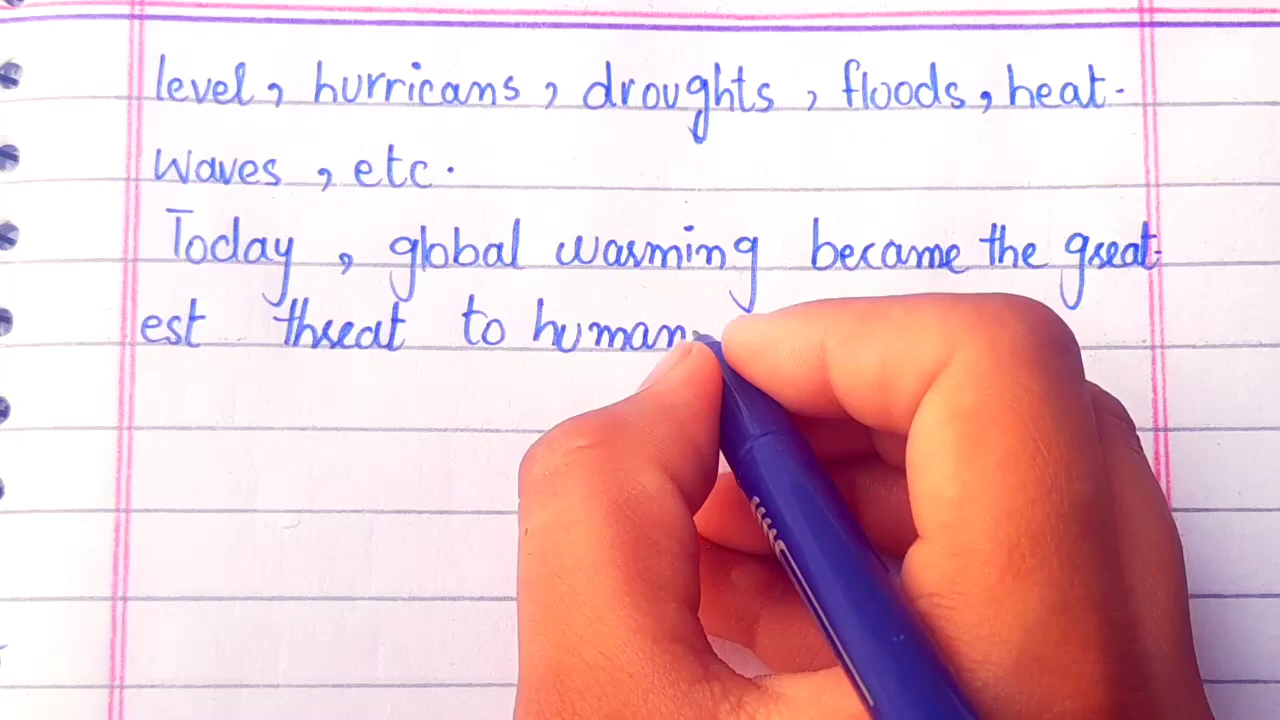 level, hurricans, droughts, floods, heat-
waves, etc.
Today, global warming became the great
est threat to human